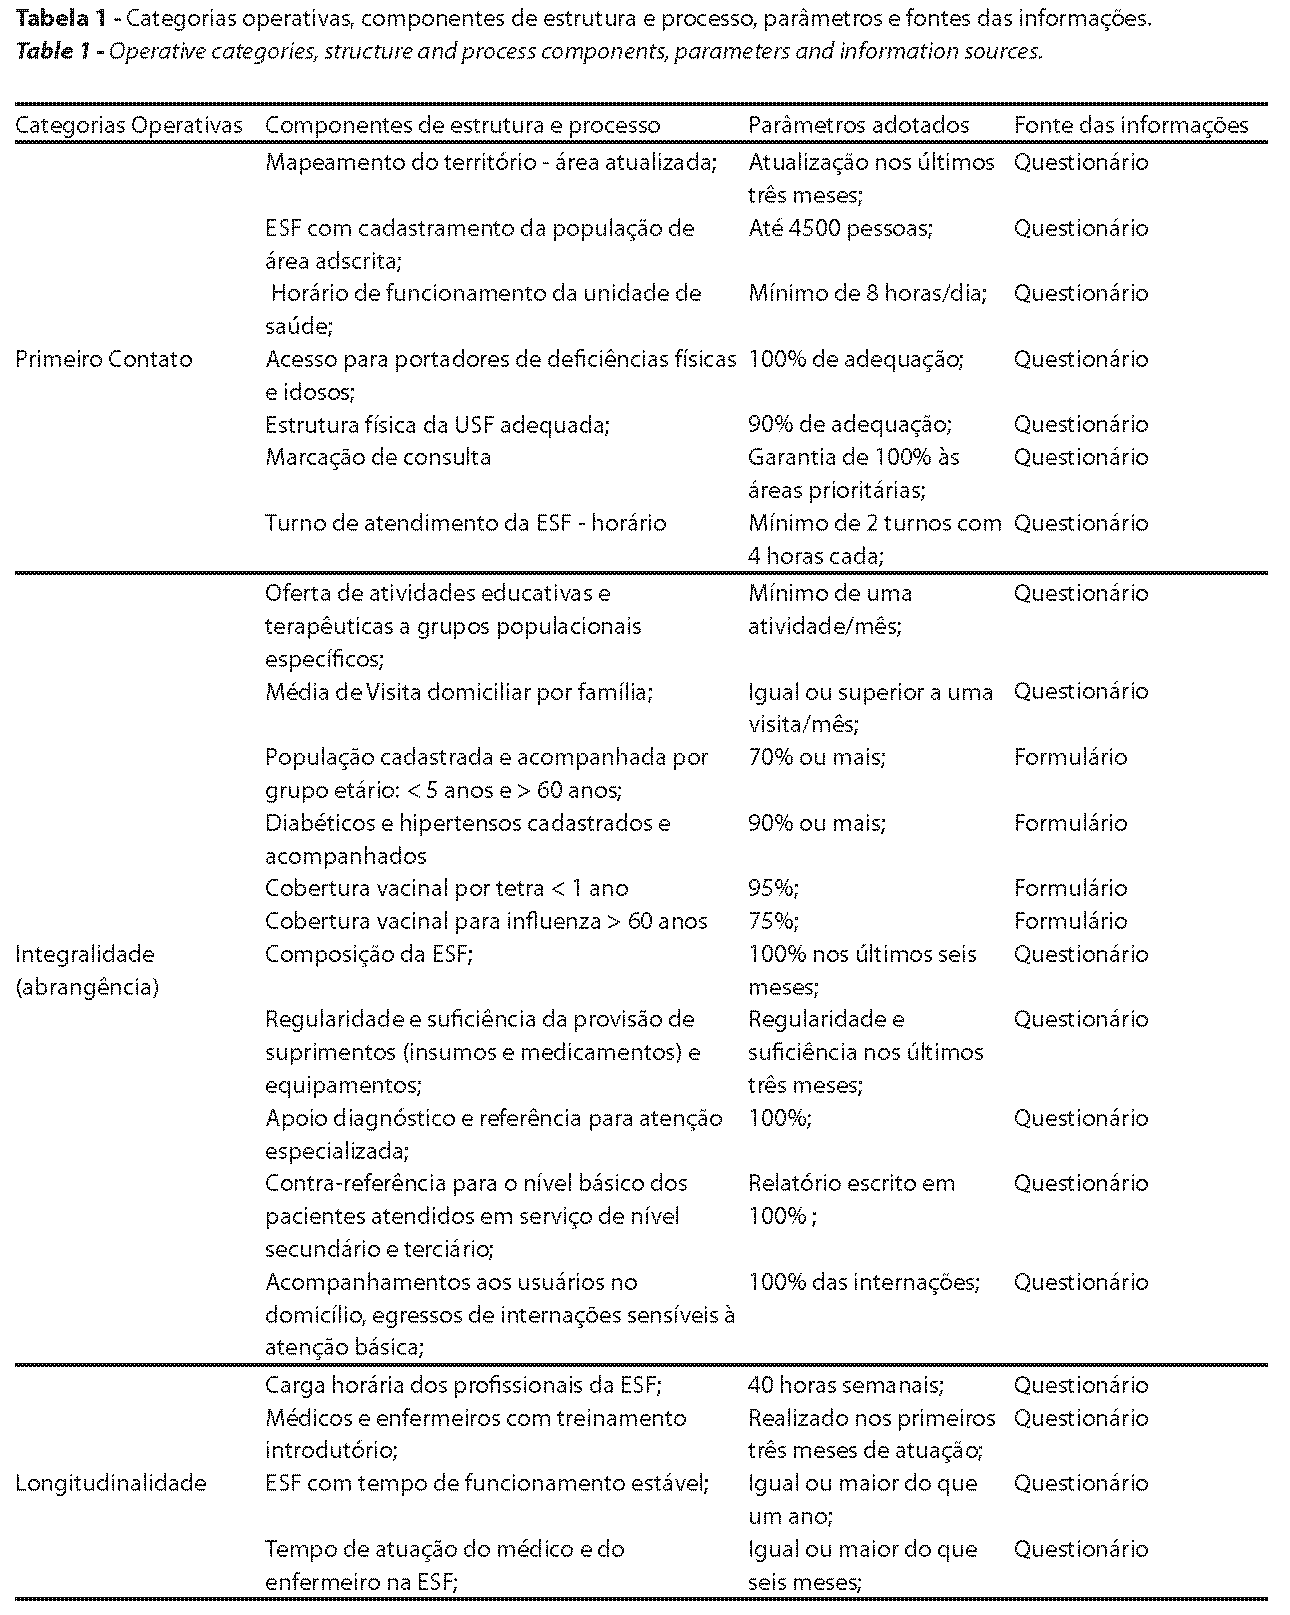 Tabela 1 - Categorias operativas, componentes de estrutura e processo, parâmetros e fontes das informações.
Table 1 - Operative categories, structure and process components, parameters and information sources.
Categorias Operativas Componentes de estrutura e processo Parâmetros adotados Fonte das informações
Mapeamento do território - área atualizada; Atualização nos últimos Questionário
três meses;
ESF com cadastramento da população de Até 4500 pessoas; Questionário
área adscrita;
Horário de funcionamento da unidade de Mínimo de 8 horas/dia; Questionário
saúde;
Primeiro Contato Acesso para portadores de deficiências físicas 100% de adequação; Questionário
e idosos;
Estrutura física da USF adequada; 90% de adequação; Questionário
Marcação de consulta Garantia de 100% às Questionário
áreas prioritárias;
Turno de atendimento da ESF - horário Mínimo de 2 turnos com Questionário
4 horas cada;
Oferta de atividades educativas e Mínimo de uma Questionário
terapêuticas a grupos populacionais atividade/mês;
específicos;
Média de Visita domiciliar por família; Igual ou superior a uma Questionário
visita/mês;
População cadastrada e acompanhada por 70% ou mais; Formulário
grupo etário: < 5 anos e > 60 anos;
Diabéticos e hipertensos cadastrados e 90% ou mais; Formulário
acompanhados
Cobertura vacinal por tetra < 1 ano 95%; Formulário
Cobertura vacinal para influenza > 60 anos 75%; Formulário
Integralidade Composição da ESF; 100% nos últimos seis Questionário
(abrangência) meses;
Regularidade e suficiência da provisão de Regularidade e Questionário
suprimentos (insumos e medicamentos) e suficiência nos últimos
equipamentos; três meses;
Apoio diagnóstico e referência para atenção 100%; Questionário
especializada;
Contra-referência para o nível básico dos Relatório escrito em Questionário
pacientes atendidos em serviço de nível 100% ;
secundário e terciário;
Acompanhamentos aos usuários no 100% das internações; Questionário
domicílio, egressos de internações sensíveis à
atenção básica;
Carga horária dos profissionais da ESF; 40 horas semanais; Questionário
Médicos e enfermeiros com treinamento Realizado nos primeiros Questionário
introdutório; três meses de atuação;
Longitudinalidade ESF com tempo de funcionamento estável; Igual ou maior do que Questionário
um ano;
Tempo de atuação do médico e do Igual ou maior do que Questionário
enfermeiro na ESF; seis meses;